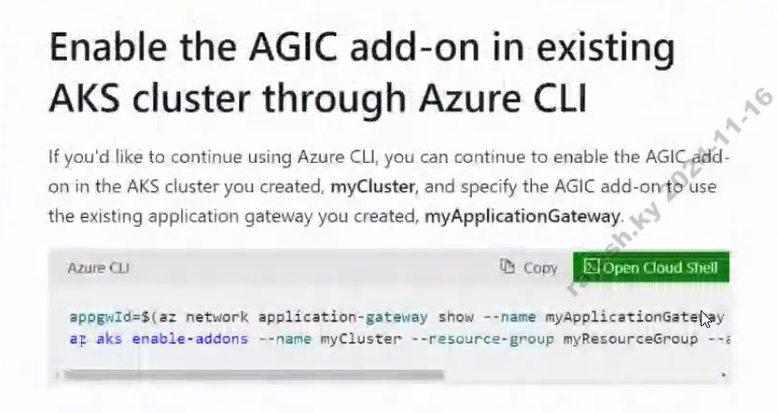 Enable the AGIC add-on in existing
AKS cluster through Azure CLI
If you'd like to continue using Azure CLI, you can continue to enable the AGIC add-
on in the AKS cluster you created, myCluster, and specify the AGIC add-on to use
the existing application gateway you created, myApplicationGateway.
Azure CLI Copy Open Cloud Shell
appgwId=$(az network application-gateway show --name myApplicationGateway
az aks enable-addons --name myCluster --resource-group myResourceGroup --a
2024-11-16